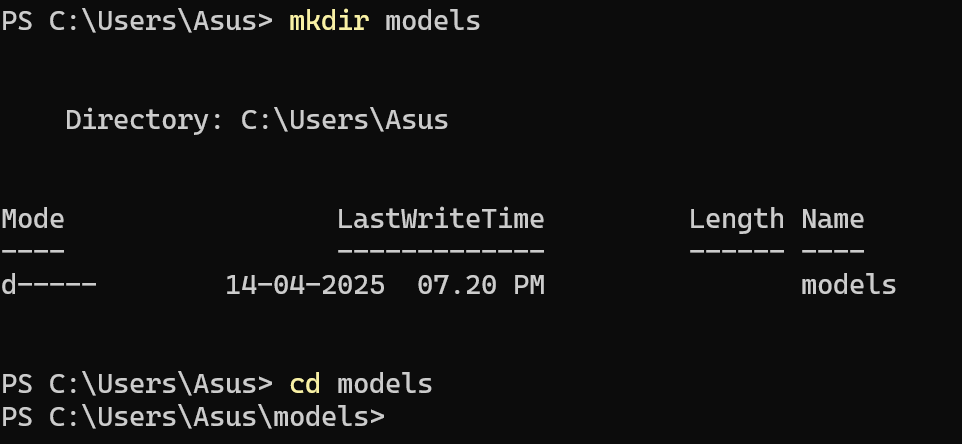 PS C:\Users\Asus> mkdir models
Directory: C:\Users\Asus
Mode                 LastWriteTime         Length Name
----                 -------------         ------ ----
d-----        14-04-2025  07.20 PM                models
PS C:\Users\Asus> cd models
PS C:\Users\Asus\models>